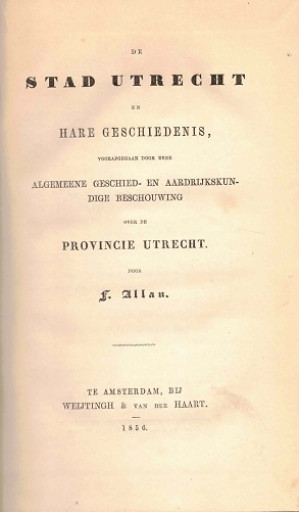 DE
STAD UTRECHT
EN
HARE GESCHIEDENIS,
VOORAFGEGAAN DOOR EENE
ALGEMEENE GESCHIED- EN AARDRIJKSKUN-
DIGE BESCHOUWING
OVER DE
PROVINCIE UTRECHT.
DOOR
F. Allan.
TE AMSTERDAM, BIJ
WEIJTINGH & VAN DER HAART.
1856.